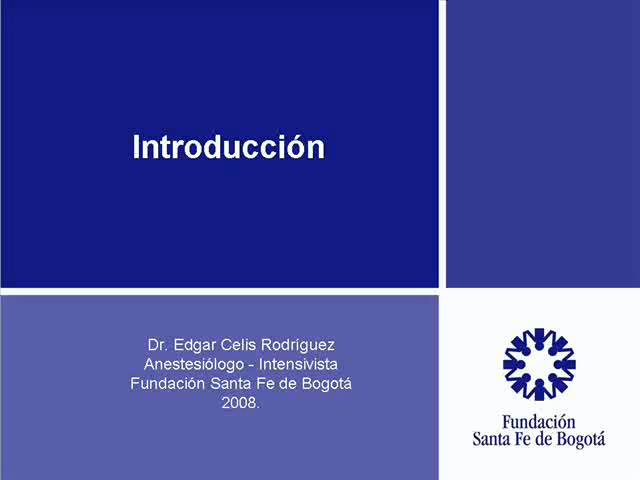 Introducción
Dr. Edgar Celis Rodríguez
Anestesiólogo - Intensivista
Fundación Santa Fe de Bogotá
2008.
Fundación
Santa Fe de Bogotá